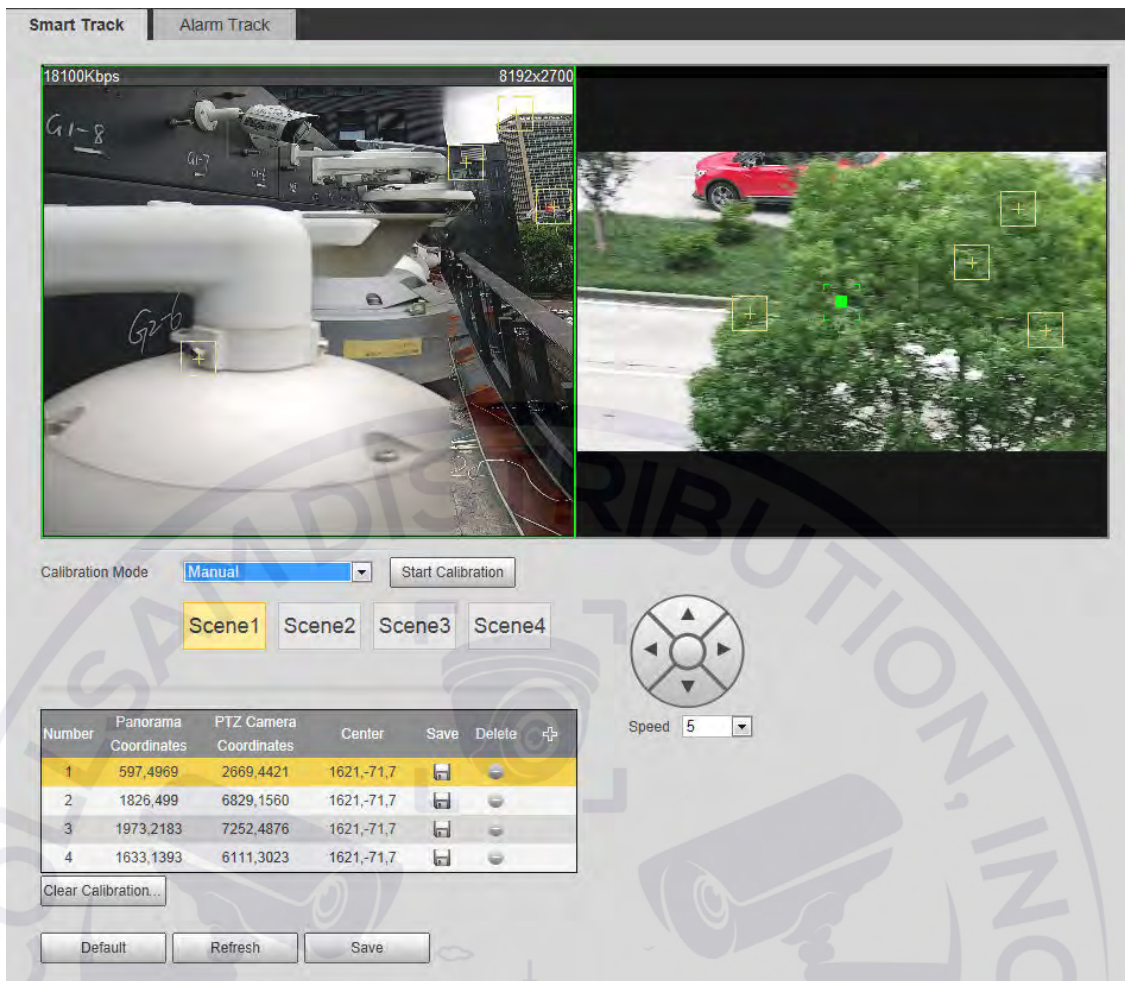 Smart Track Alarm Track
18100Kbps 8192x2700
G1-8
G1-7
G2-6
Calibration Mode Manual Start Calibration
Scene1 Scene2 Scene3 Scene4
Number Panorama Coordinates PTZ Camera Coordinates Center Save Delete
1 597,4969 2669,4421 1621,-71,7
2 1826,499 6829,1560 1621,-71,7
3 1973,2183 7252,4876 1621,-71,7
4 1633,1393 6111,3023 1621,-71,7
Speed 5
Clear Calibration...
Default Refresh Save
DISTRIBUTION, INC